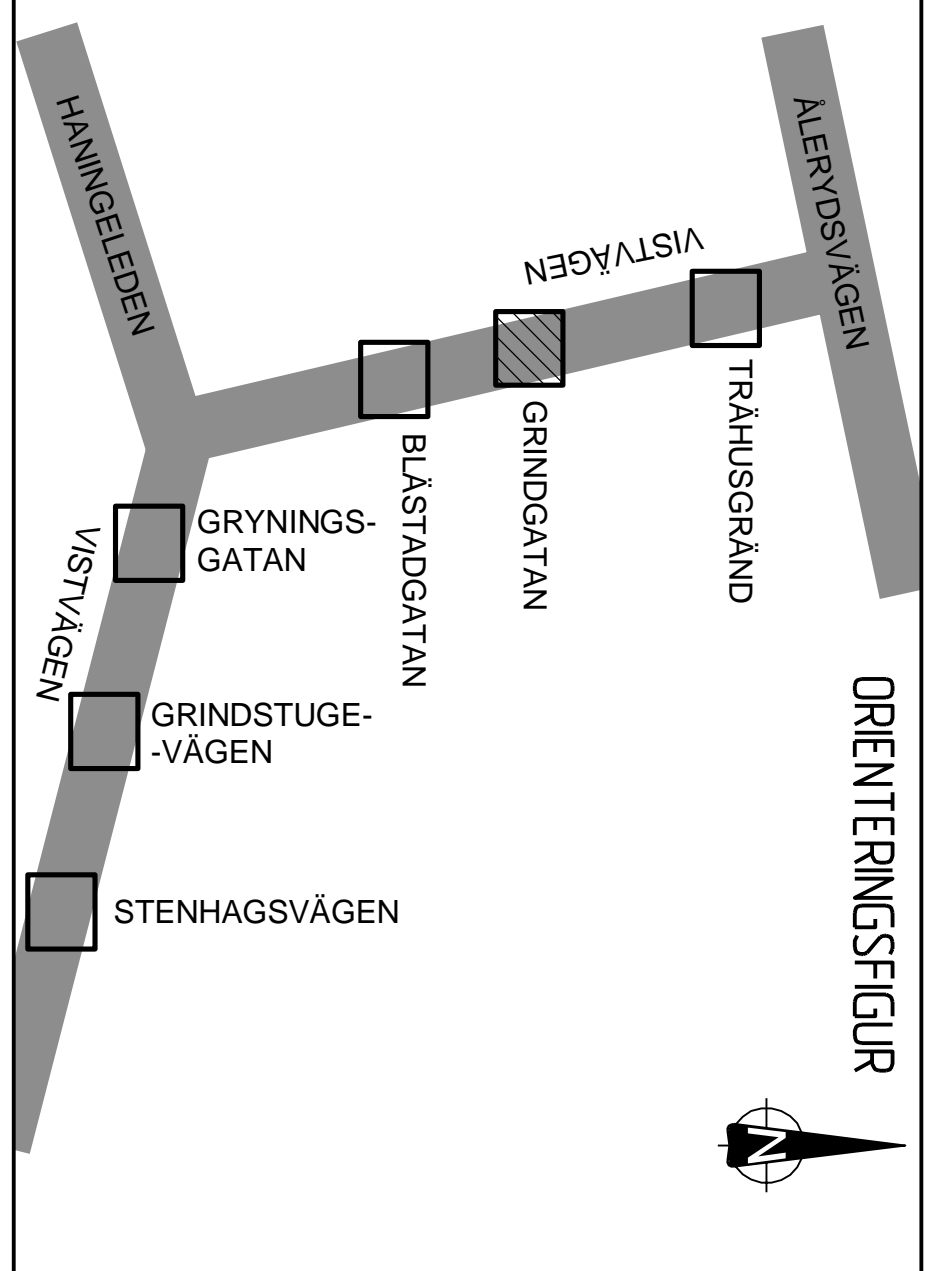 ORIENTERINGSFIGUR
N
ÅLERYDSVÄGEN
VISTVÄGEN
TRÄHUSGRÄND
GRINDGATAN
BLÄSTADGATAN
HANINGELEDEN
GRYNINGS-
GATAN
VISTVÄGEN
GRINDSTUGE-
-VÄGEN
STENHAGSVÄGEN